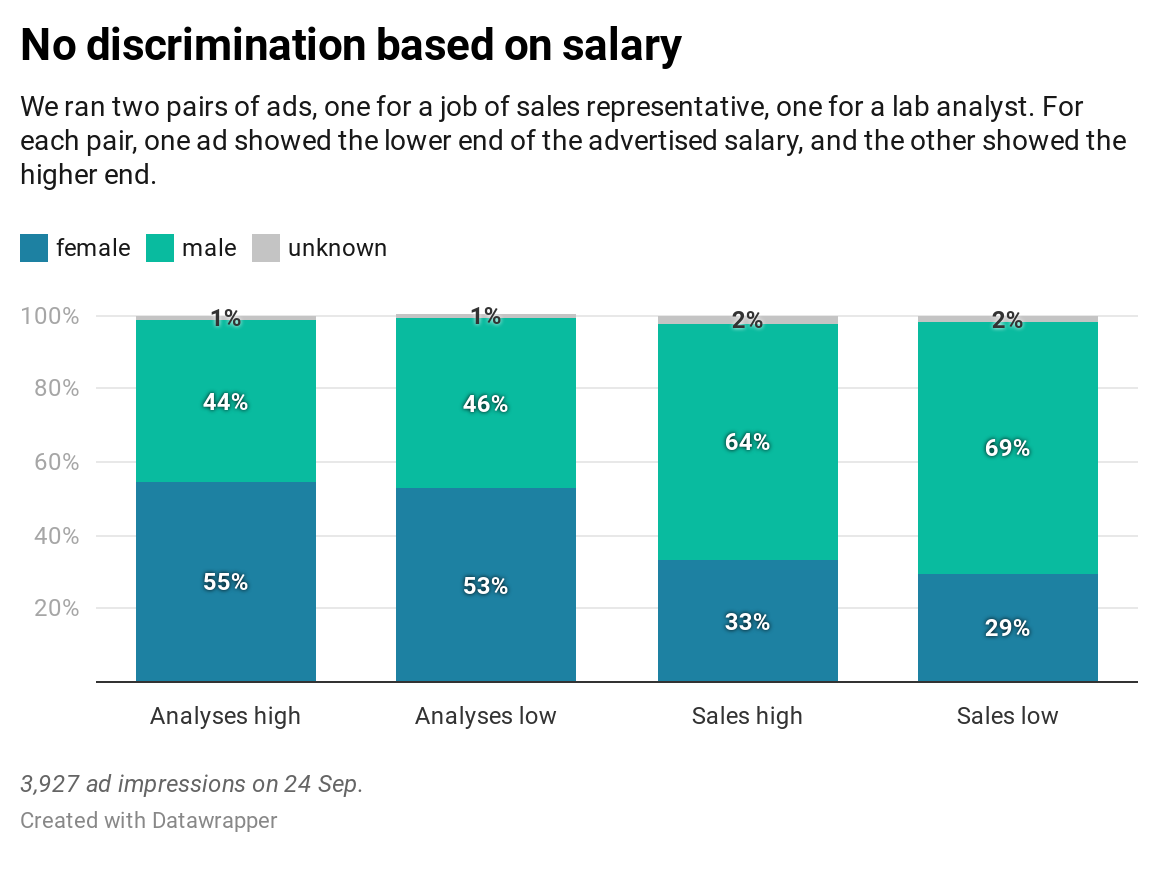 No discrimination based on salary
We ran two pairs of ads, one for a job of sales representative, one for a lab analyst. For
each pair, one ad showed the lower end of the advertised salary, and the other showed the
higher end.
female male unknown
100% 1% 1% 2% 2%
80% 44% 46% 64% 69%
60%
40%
55% 53% 33% 29%
20%
Analyses high Analyses low Sales high Sales low
3,927 ad impressions on 24 Sep.
Created with Datawrapper